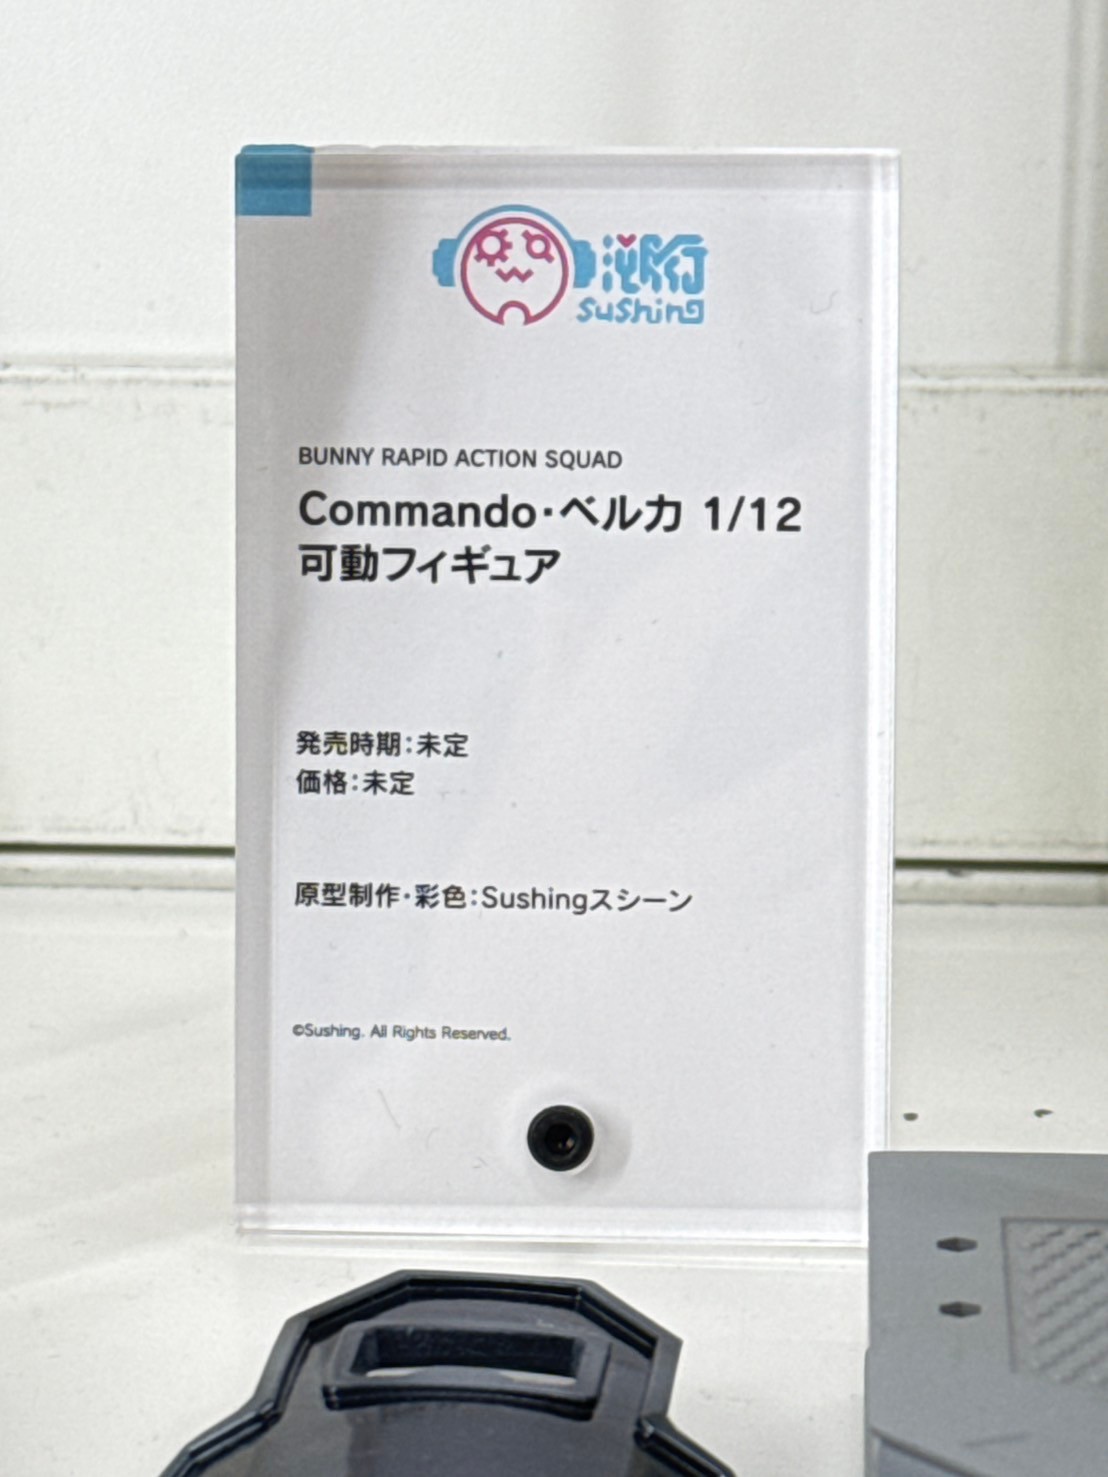 sushing
BUNNY RAPID ACTION SQUAD
Commando・ベルカ 1/12
可動フィギュア
発売時期：未定
価格：未定
原型制作・彩色：Sushingスシーン
©Sushing. All Rights Reserved.